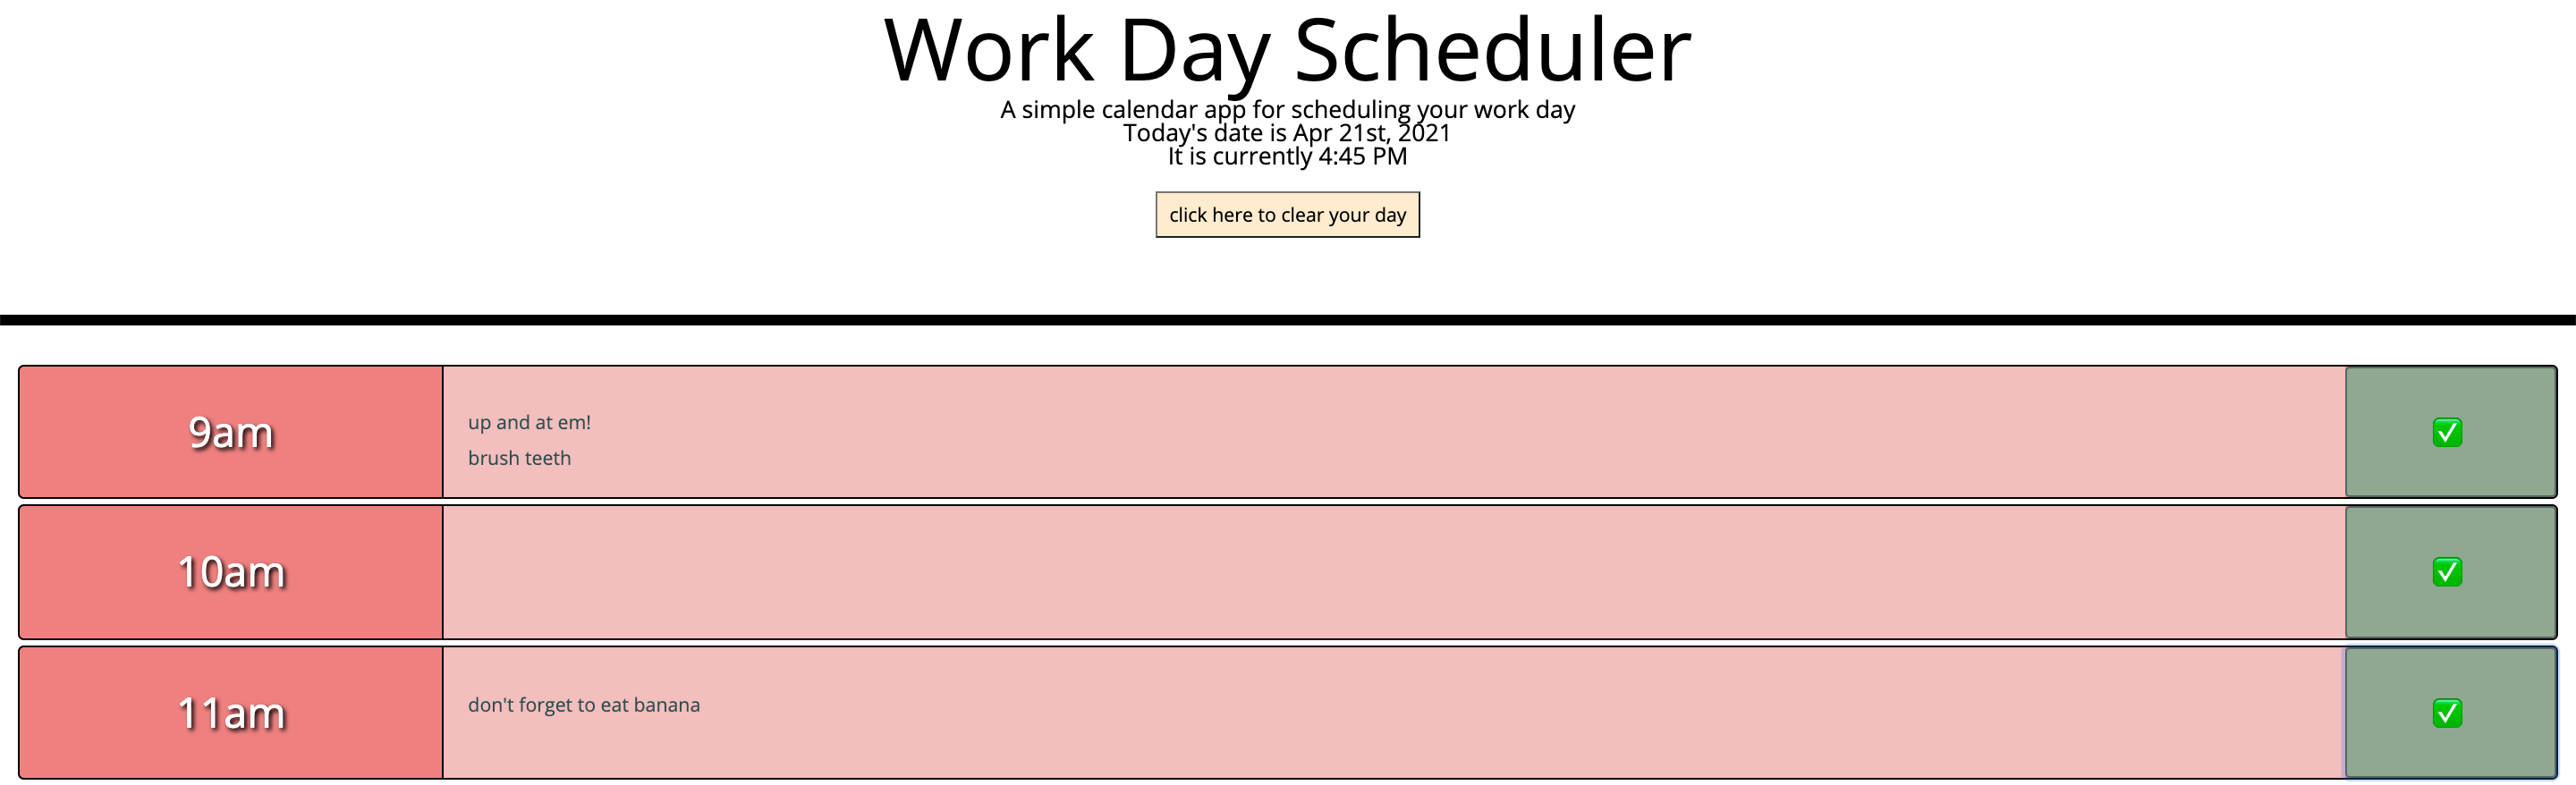 Work Day Scheduler
A simple calendar app for scheduling your work day
Today's date is Apr 21st, 2021
It is currently 4:45 PM
click here to clear your day
9am
up and at em!
brush teeth
10am
11am
don't forget to eat banana